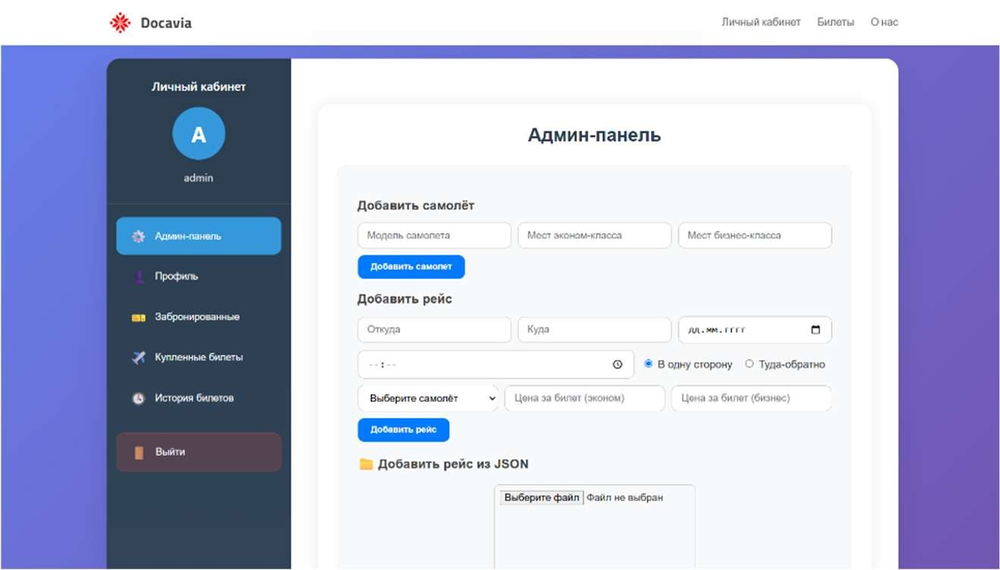 Docavia
Личный кабинет Билеты О нас
Личный кабинет
A
admin
Админ-панель
Профиль
Забронированные
Купленные билеты
История билетов
Выйти
Админ-панель
Добавить самолёт
Модель самолета Мест эконом-класса Мест бизнес-класса
Добавить самолет
Добавить рейс
Откуда Куда дд.мм.гггг
--:-- В одну сторону Туда-обратно
Выберите самолёт Цена за билет (эконом) Цена за билет (бизнес)
Добавить рейс
Добавить рейс из JSON
Выберите файл Файл не выбран